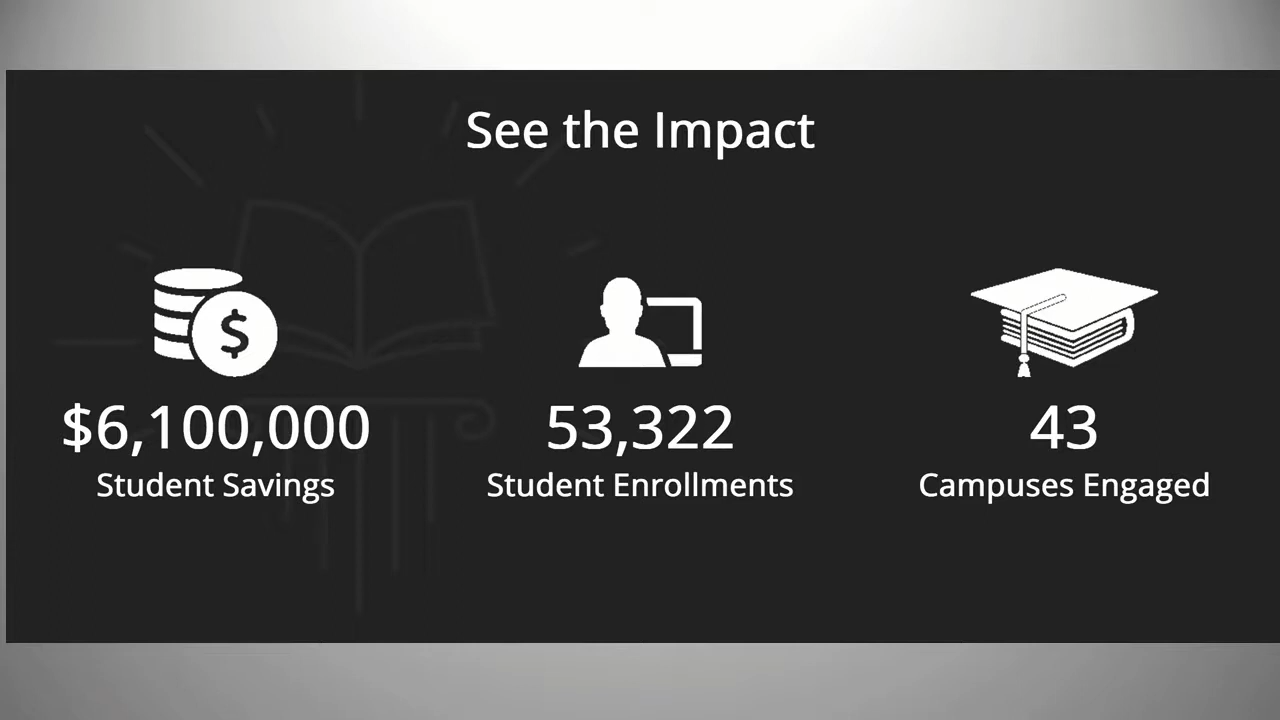 See the Impact
$6,100,000
Student Savings
53,322
Student Enrollments
43
Campuses Engaged